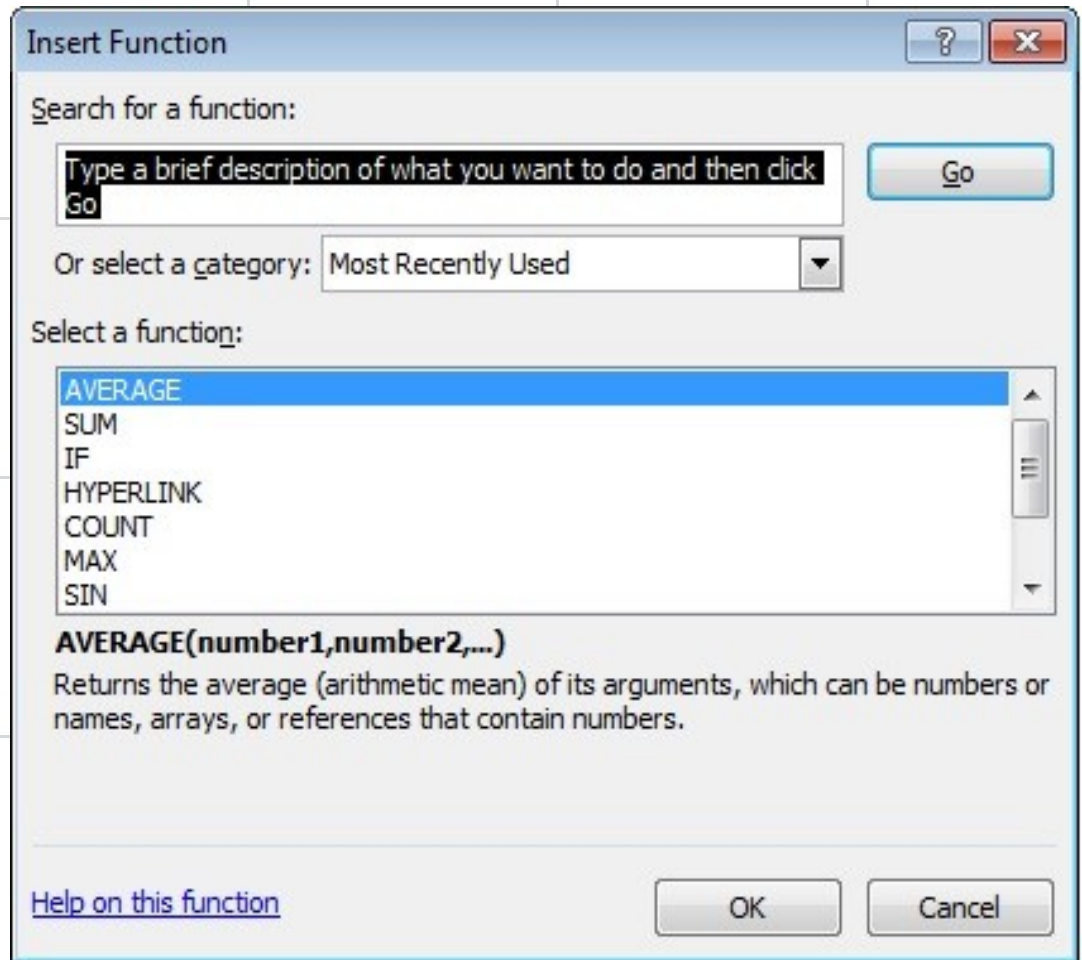 Insert Function
Search for a function:
Type a brief description of what you want to do and then click
Go
Go
Or select a category: Most Recently Used
Select a function:
AVERAGE
SUM
IF
HYPERLINK
COUNT
MAX
SIN
AVERAGE(number1,number2,...)
Returns the average (arithmetic mean) of its arguments, which can be numbers or
names, arrays, or references that contain numbers.
Help on this function
OK
Cancel